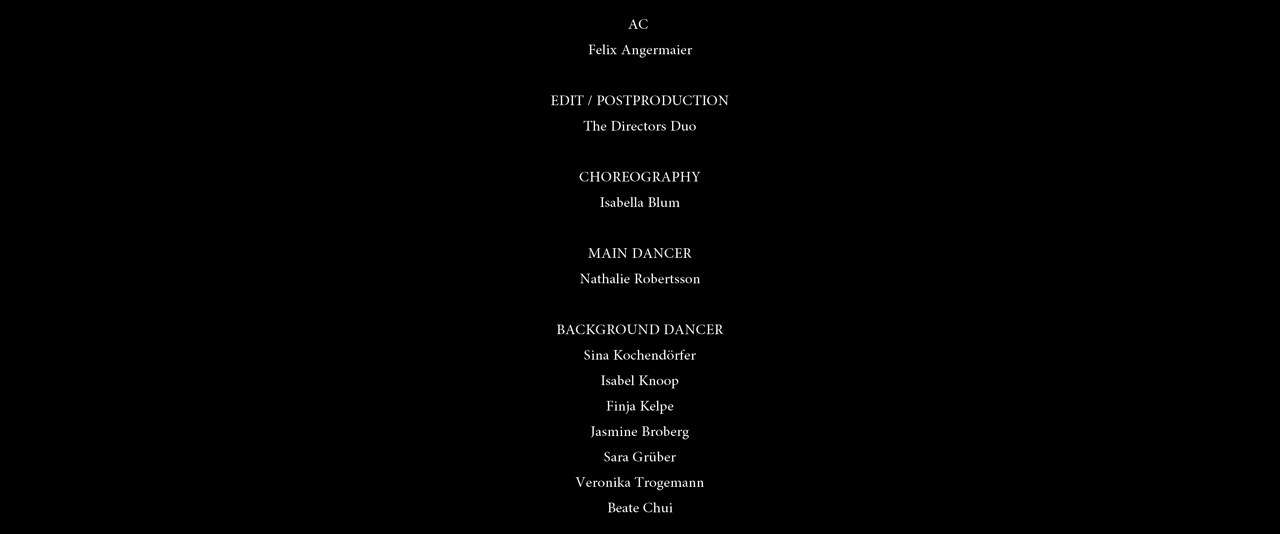 AC
Felix Angermaier
EDIT / POSTPRODUCTION
The Directors Duo
CHOREOGRAPHY
Isabella Blum
MAIN DANCER
Nathalie Robertsson
BACKGROUND DANCER
Sina Kochendörfer
Isabel Knoop
Finja Kelpe
Jasmine Broberg
Sara Grüber
Veronika Trogemann
Beate Chui